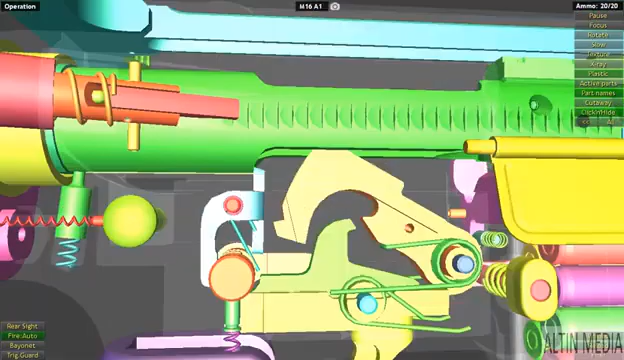 Operation
M16 A1
Ammo: 20/20
Pause
Focus
Rotate
Slow
Texture
X-ray
Plastic
Active parts
Part names
Cutaway
Click'n'Hide
<<
All
Rear Sight
Fire:Auto
Bayonet
Trig.Guard
ALTIN MEDIA